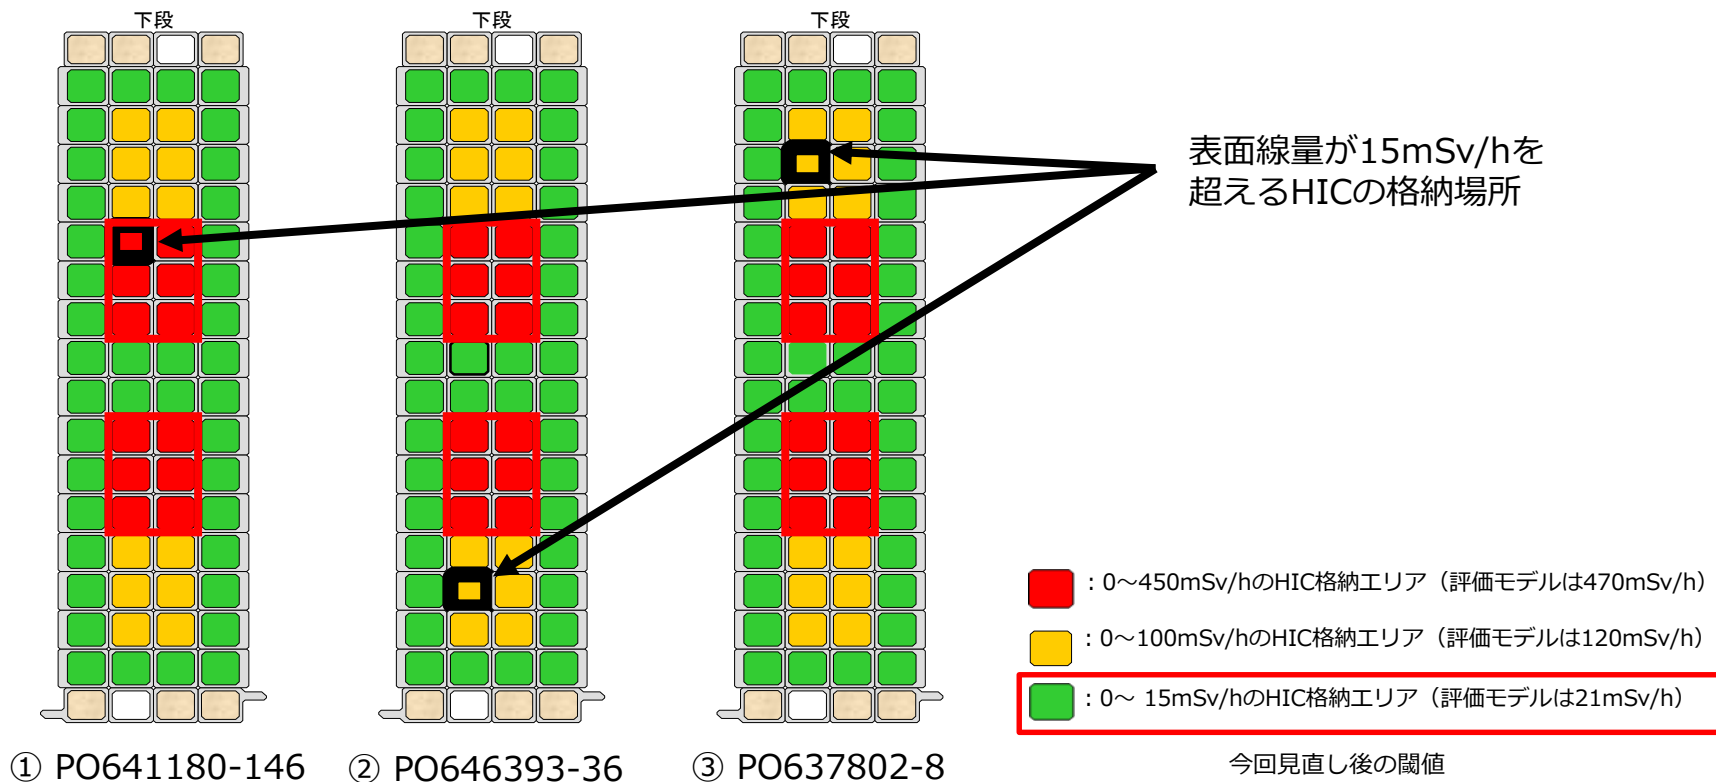 下段
下段
下段
表面線量が15mSv/hを
超えるHICの格納場所
：0～450mSv/hのHIC格納エリア（評価モデルは470mSv/h）
：0～100mSv/hのHIC格納エリア（評価モデルは120mSv/h）
：0～ 15mSv/hのHIC格納エリア（評価モデルは21mSv/h）
① PO641180-146
② PO646393-36
③ PO637802-8
今回見直し後の閾値